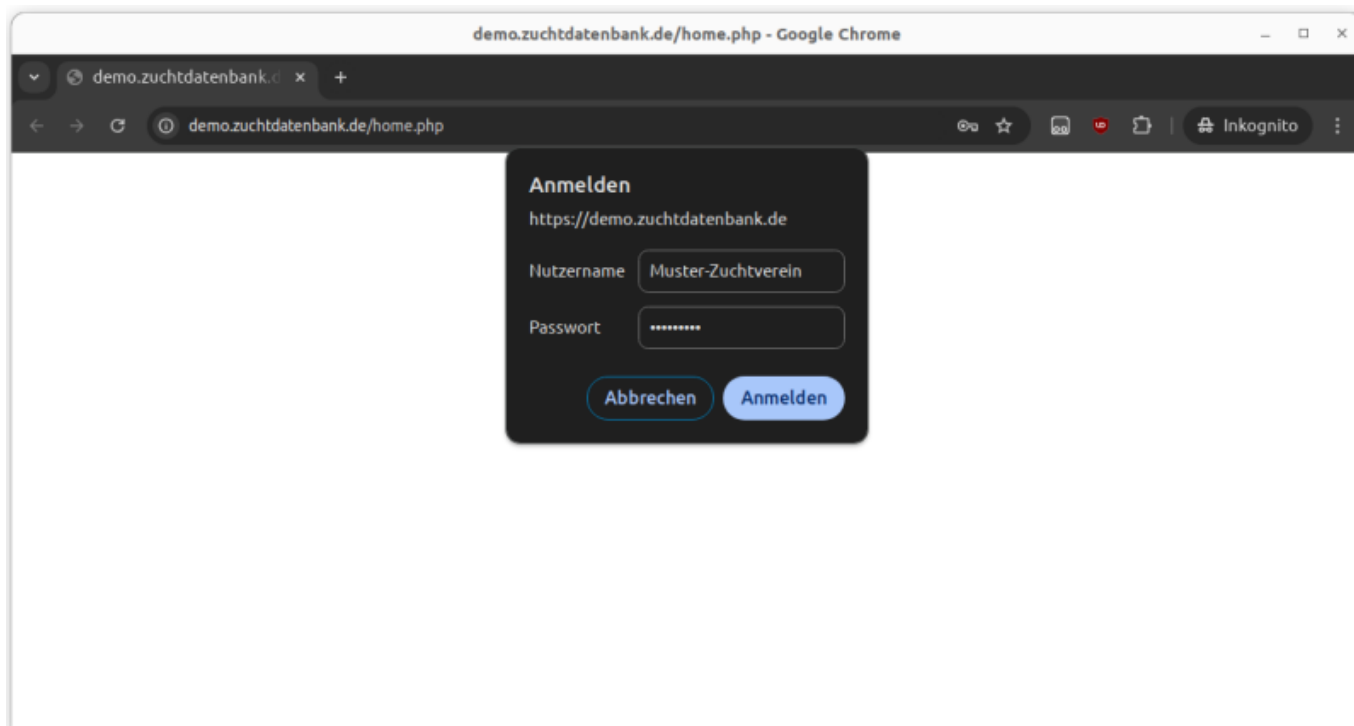 demo.zuchtdatenbank.de/home.php - Google Chrome
demo.zuchtdatenbank.d
demo.zuchtdatenbank.de/home.php
Inkognito
Anmelden
https://demo.zuchtdatenbank.de
Nutzername Muster-Zuchtverein
Passwort •••••••••
Abbrechen Anmelden